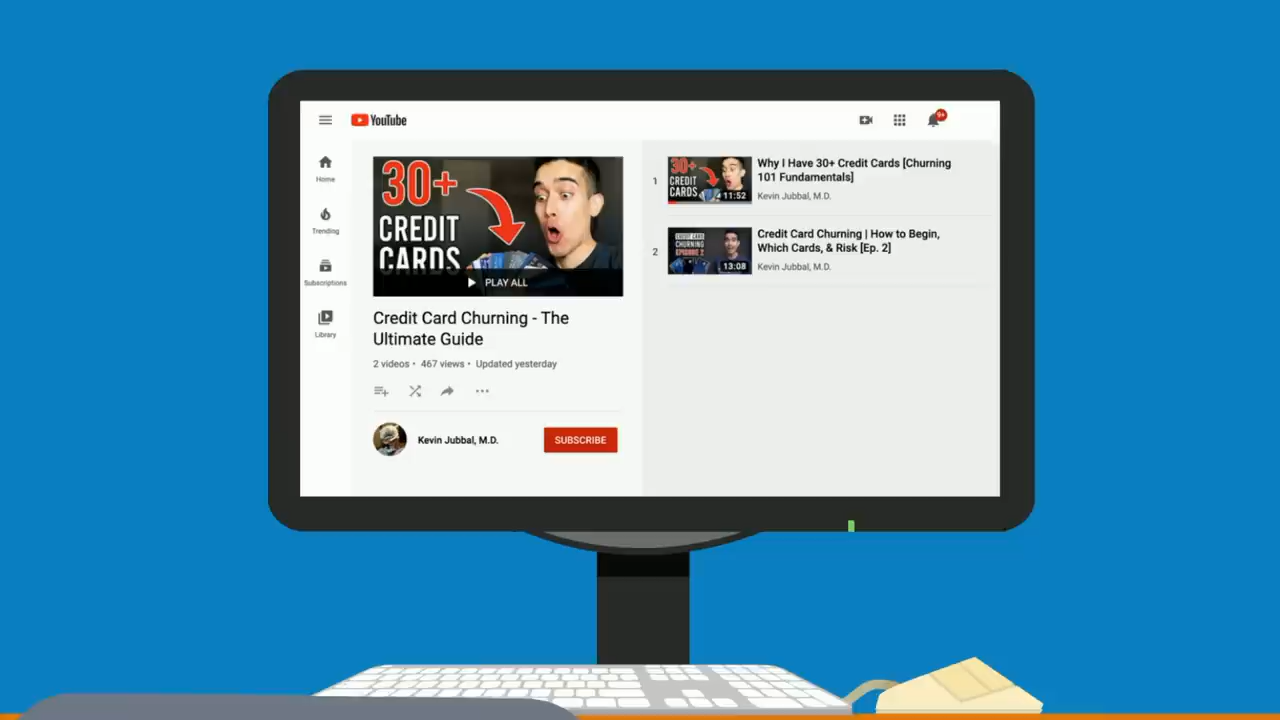 YouTube
9+
Home
Trending
Subscriptions
Library
30+
CREDIT
CARDS
PLAY ALL
Credit Card Churning - The
Ultimate Guide
2 videos • 467 views • Updated yesterday
Kevin Jubbal, M.D.
SUBSCRIBE
1
30+
CREDIT
CARDS
11:52
Why I Have 30+ Credit Cards [Churning
101 Fundamentals]
Kevin Jubbal, M.D.
2
CREDIT CARD
CHURNING
EPISODE 2
13:08
Credit Card Churning | How to Begin,
Which Cards, & Risk [Ep. 2]
Kevin Jubbal, M.D.